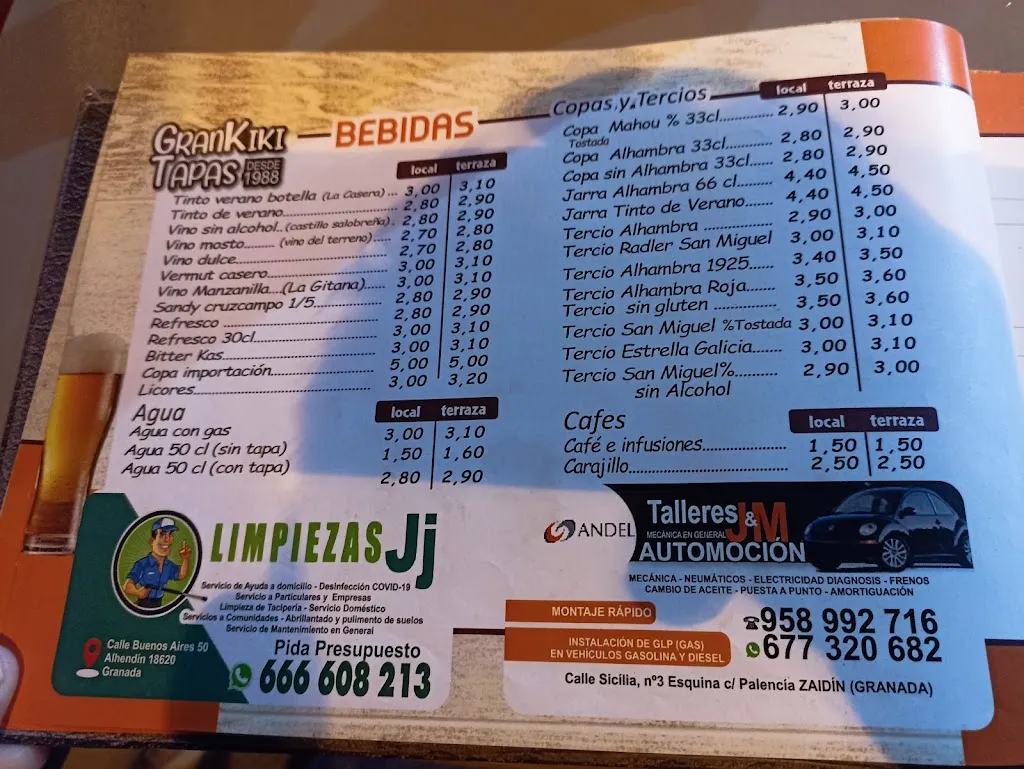 GRANKIKI
TAPAS DESDE 1988
BEBIDAS
local terraza
Tinto verano botella (La Casera) ... 3,00 3,10
Tinto de verano............ 2,80 2,90
Vino sin alcohol..(castillo salobreña).. 2,80 2,90
Vino mosto......... (vino del terreno)..... 2,70 2,80
Vino dulce............ 2,70 2,80
Vermut casero............ 3,00 3,10
Vino Manzanilla...(La Gitana)..... 3,00 3,10
Sandy cruzcampo 1/5............ 2,80 2,90
Refresco ............ 2,80 2,90
Refresco 30cl............ 3,00 3,10
Bitter Kas............ 3,00 3,10
Copa importación............ 5,00 5,00
Licores............ 3,00 3,20
Agua local terraza
Agua con gas 3,00 3,10
Agua 50 cl (sin tapa) 1,50 1,60
Agua 50 cl (con tapa) 2,80 2,90
Copas y Tercios local terraza
Copa Mahou % 33cl............ 2,90 3,00
Tostada
Copa Alhambra 33cl............ 2,80 2,90
Copa sin Alhambra 33cl........ 2,80 2,90
Jarra Alhambra 66 cl.......... 4,40 4,50
Jarra Tinto de Verano........ 4,40 4,50
Tercio Alhambra ............ 2,90 3,00
Tercio Radler San Miguel 3,00 3,10
Tercio Alhambra 1925...... 3,40 3,50
Tercio Alhambra Roja....... 3,50 3,60
Tercio sin gluten ............ 3,50 3,60
Tercio San Miguel %Tostada 3,00 3,10
Tercio Estrella Galicia....... 3,00 3,10
Tercio San Miguel%.......... 2,90 3,00
sin Alcohol
Cafes local terraza
Café e infusiones............ 1,50 1,50
Carajillo............ 2,50 2,50
LIMPIEZAS Jj
Servicio de Ayuda a domicilio - Desinfección COVID-19
Servicio a Particulares y Empresas
Limpieza de Tapicería - Servicio Doméstico
Servicios a Comunidades - Abrillantado y pulimento de suelos
Servicio de Mantenimiento en General
Calle Buenos Aires 50
Alhendín 18620
Granada
Pida Presupuesto
666 608 213
ANDEL
Talleres J&M
MECÁNICA EN GENERAL
AUTOMOCIÓN
MECÁNICA - NEUMÁTICOS - ELECTRICIDAD DIAGNOSIS - FRENOS
CAMBIO DE ACEITE - PUESTA A PUNTO - AMORTIGUACIÓN
MONTAJE RÁPIDO
INSTALACIÓN DE GLP (GAS)
EN VEHÍCULOS GASOLINA Y DIESEL
958 992 716
677 320 682
Calle Sicília, nº3 Esquina c/ Palencía ZAIDÍN (GRANADA)